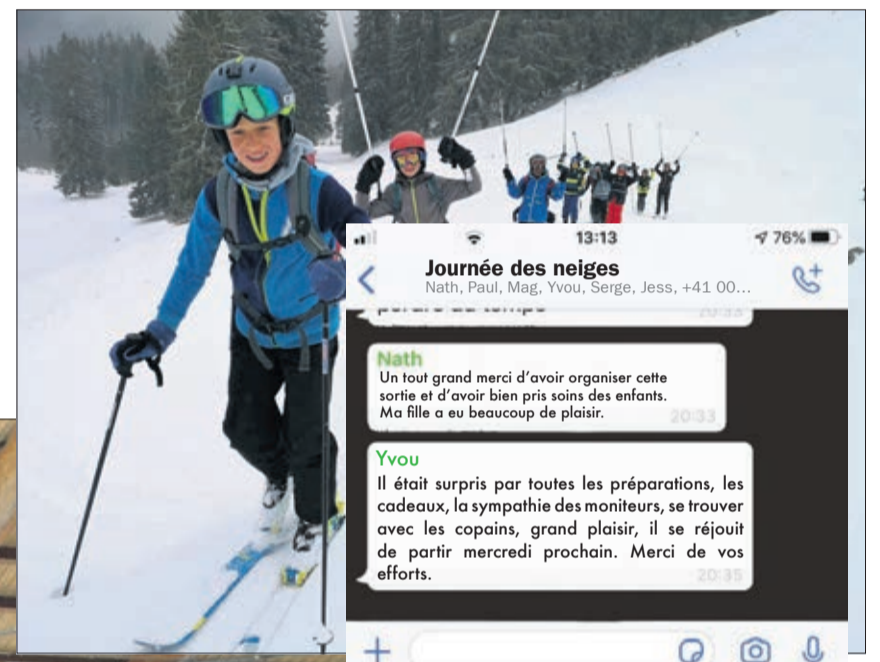 13:13
76%
Journée des neiges
Nath, Paul, Mag, Yvou, Serge, Jess, +41 00...
20:33
Nath
Un tout grand merci d'avoir organiser cette
sortie et d'avoir bien pris soins des enfants.
Ma fille a eu beaucoup de plaisir.
20:33
Yvou
Il était surpris par toutes les préparations, les
cadeaux, la sympathie des moniteurs, se trouver
avec les copains, grand plaisir, il se réjouit
de partir mercredi prochain. Merci de vos
efforts.
20:35